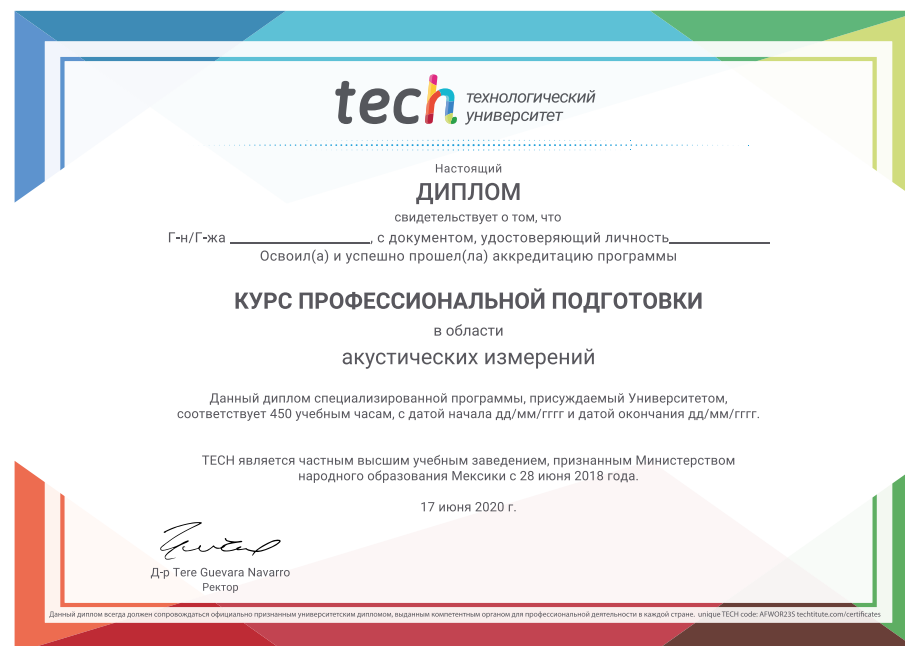 tech технологический
университет
Настоящий
ДИПЛОМ
свидетельствует о том, что
Г-н/Г-жа ____________________, с документом, удостоверяющий личность______________
Освоил(а) и успешно прошел(ла) аккредитацию программы
КУРС ПРОФЕССИОНАЛЬНОЙ ПОДГОТОВКИ
в области
акустических измерений
Данный диплом специализированной программы, присуждаемый Университетом,
соответствует 450 учебным часам, с датой начала дд/мм/гггг и датой окончания дд/мм/гггг.
TECH является частным высшим учебным заведением, признанным Министерством
народного образования Мексики с 28 июня 2018 года.
17 июня 2020 г.
Д-р Tere Guevara Navarro
Ректор
Данный диплом всегда должен сопровождаться официально признанным университетским дипломом, выданным компетентным органом для профессиональной деятельности в каждой стране. unique TECH code: AFWOR23S techtitute.com/certificates